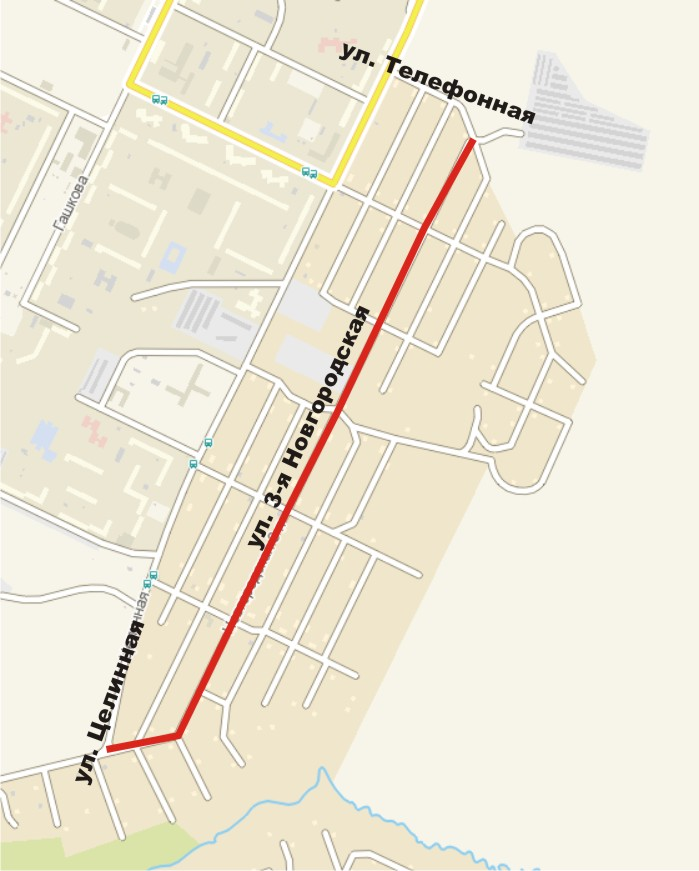 ул. Телефонная
Гашкова
ул. 3-я Новгородская
ул. Целинная